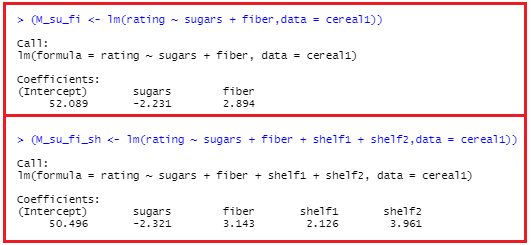 > (M_su_fi <- lm(rating ~ sugars + fiber,data = cereal1))
Call:
lm(formula = rating ~ sugars + fiber, data = cereal1)
Coefficients:
(Intercept) sugars fiber
52.089 -2.231 2.894
> (M_su_fi_sh <- lm(rating ~ sugars + fiber + shelf1 + shelf2,data = cereal1))
Call:
lm(formula = rating ~ sugars + fiber + shelf1 + shelf2, data = cereal1)
Coefficients:
(Intercept) sugars fiber shelf1 shelf2
50.496 -2.321 3.143 2.126 3.961